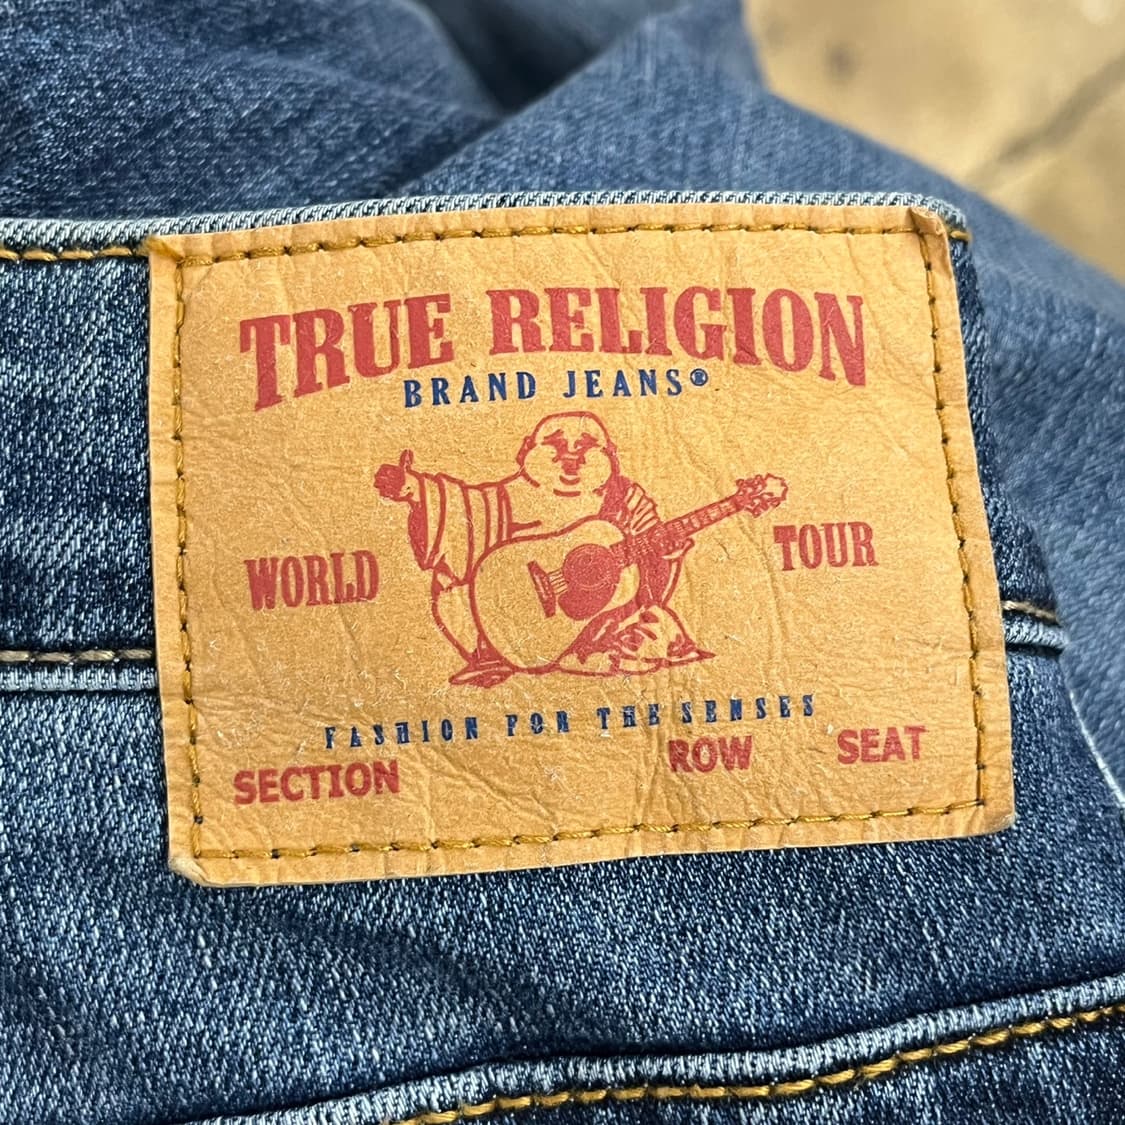 TRUE RELIGION
BRAND JEANS®
WORLD TOUR
FASHION FOR THE SENSES
SECTION ROW SEAT